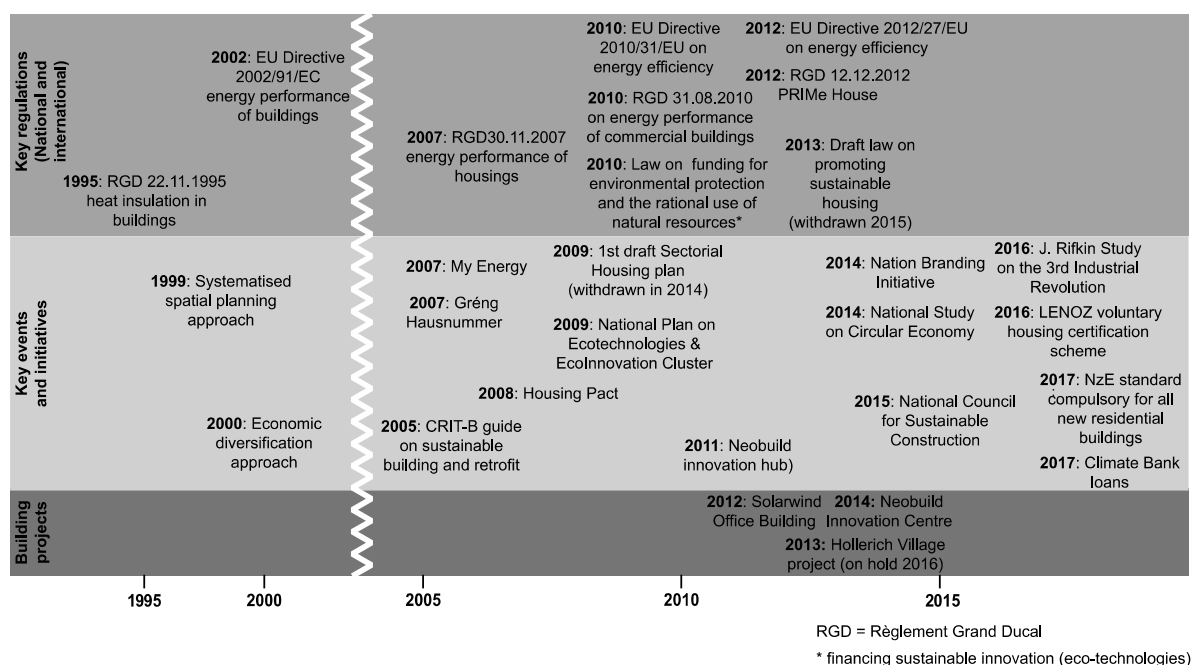 Key regulations
(National and
international)
2002: EU Directive
2002/91/EC
energy performance
of buildings
1995: RGD 22.11.1995
heat insulation in
buildings
2007: RGD30.11.2007
energy performance of
housings
2010: EU Directive
2010/31/EU on
energy efficiency
2010: RGD 31.08.2010
on energy performance
of commercial buildings
2010: Law on funding for
environmental protection
and the rational use of
natural resources*
2012: EU Directive 2012/27/EU
on energy efficiency
2012: RGD 12.12.2012
PRIMe House
2013: Draft law on
promoting
sustainable
housing
(withdrawn 2015)
Key events
and initiatives
1999: Systematised
spatial planning
approach
2000: Economic
diversification
approach
2007: My Energy
2007: Gréng
Hausnummer
2009: 1st draft Sectorial
Housing plan
(withdrawn in 2014)
2009: National Plan on
Ecotechnologies &
EcoInnovation Cluster
2008: Housing Pact
2005: CRIT-B guide
on sustainable
building and retrofit
2011: Neobuild
innovation hub)
2014: Nation Branding
Initiative
2014: National Study
on Circular Economy
2015: National Council
for Sustainable
Construction
2016: J. Rifkin Study
on the 3rd Industrial
Revolution
2016: LENOZ voluntary
housing certification
scheme
2017: NzE standard
compulsory for all
new residential
buildings
2017: Climate Bank
loans
Building
projects
2012: Solarwind
Office Building
2014: Neobuild
Innovation Centre
2013: Hollerich Village
project (on hold 2016)
1995
2000
2005
2010
2015
RGD = Règlement Grand Ducal
* financing sustainable innovation (eco-technologies)